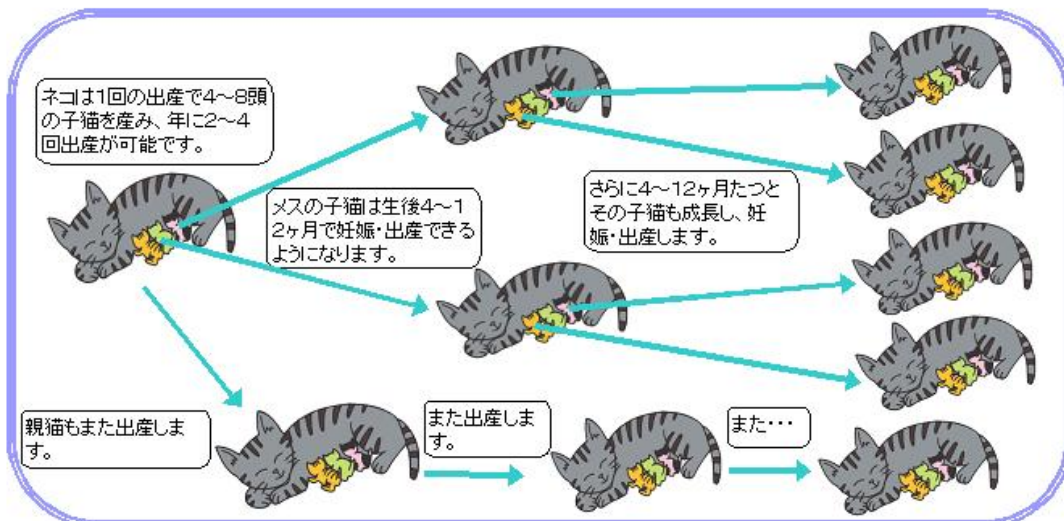 ネコは1回の出産で4～8頭
の子猫を産み、年に2～4
回出産が可能です。
メスの子猫は生後4～1
2ヶ月で妊娠・出産できる
ようになります。
さらに4～12ヶ月たつと
その子猫も成長し、妊
娠・出産します。
親猫もまた出産しま
す。
また出産しま
す。
また・・・